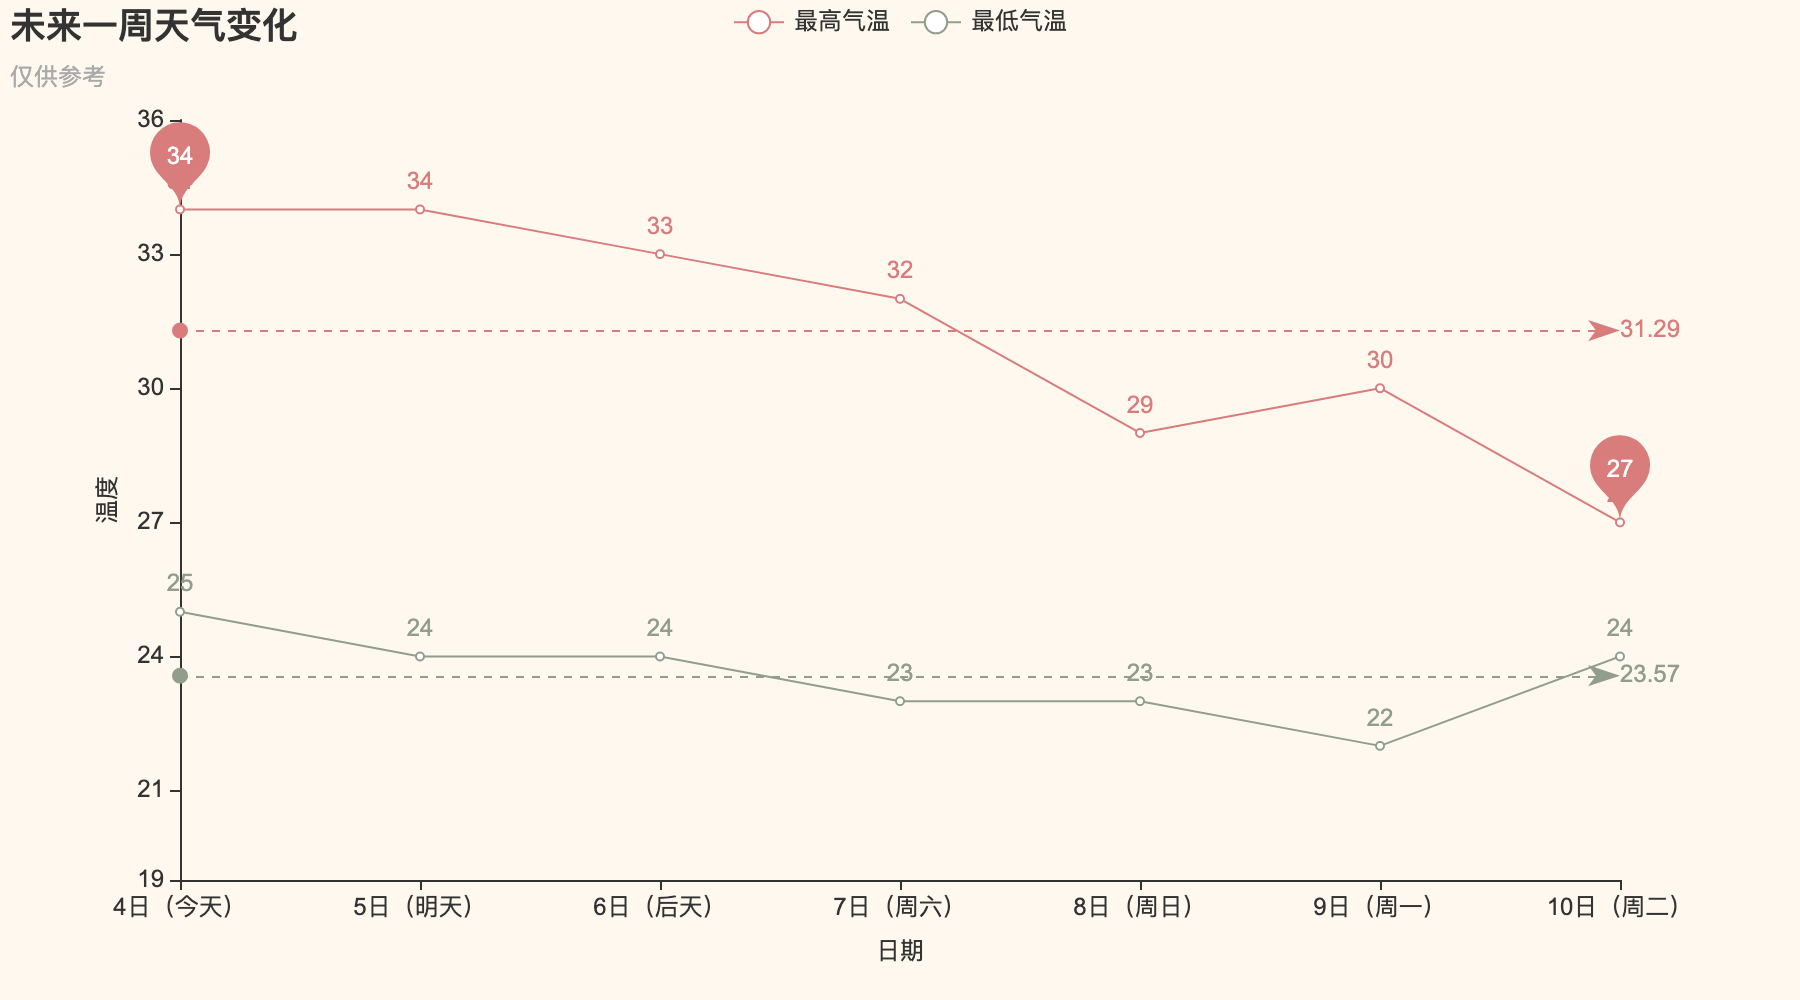 未来一周天气变化
仅供参考
最高气温
最低气温
温度
36
33
30
27
24
21
19
34
34
33
32
29
30
27
31.29
25
24
24
23
23
22
24
23.57
4日（今天）
5日（明天）
6日（后天）
7日（周六）
8日（周日）
9日（周一）
10日（周二）
日期